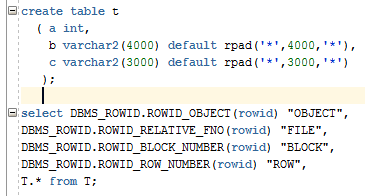 create table t
( a int,
b varchar2(4000) default rpad('*',4000,'*'),
c varchar2(3000) default rpad('*',3000,'*')
);
select DBMS_ROWID.ROWID_OBJECT(rowid) "OBJECT",
DBMS_ROWID.ROWID_RELATIVE_FNO(rowid) "FILE",
DBMS_ROWID.ROWID_BLOCK_NUMBER(rowid) "BLOCK",
DBMS_ROWID.ROWID_ROW_NUMBER(rowid) "ROW",
T.* from T;